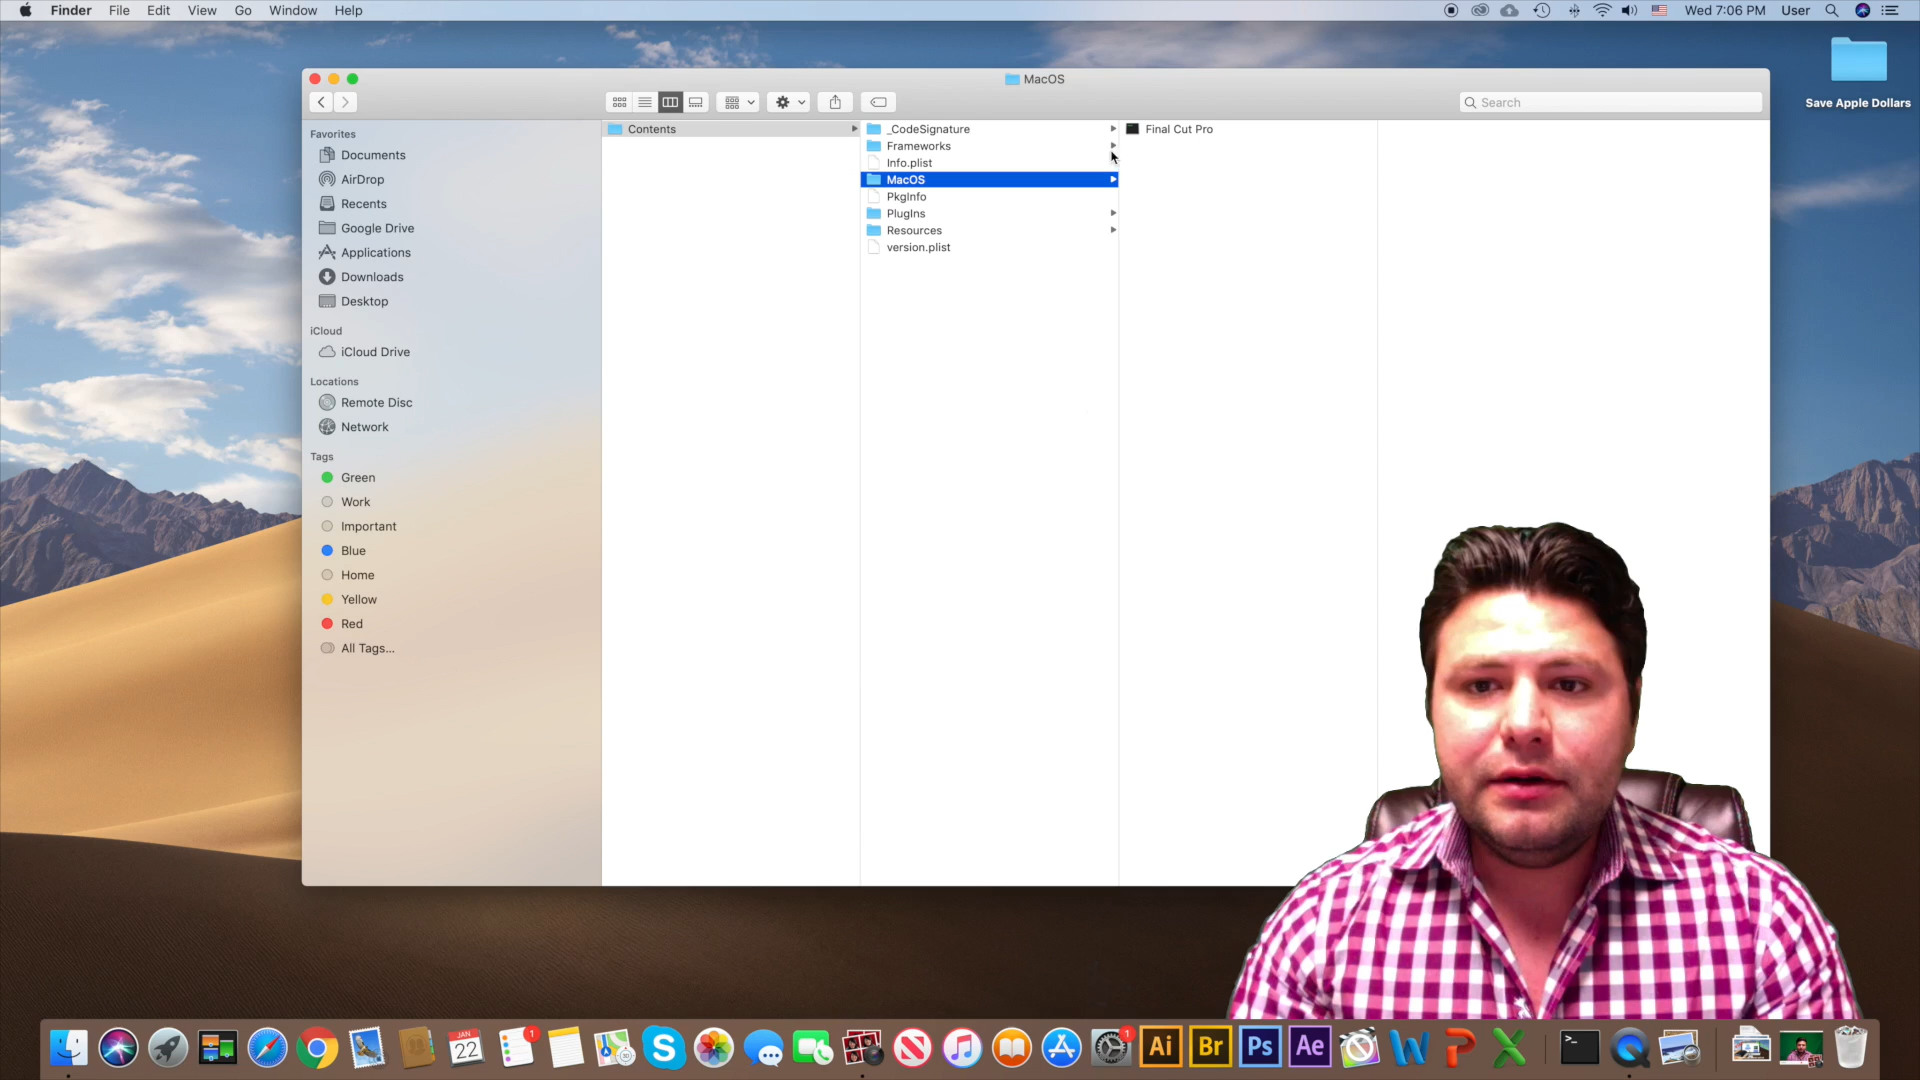 Finder File Edit View Go Window Help
Wed 7:06 PM User
Save Apple Dollars
MacOS
Search
Favorites
Documents
AirDrop
Recents
Google Drive
Applications
Downloads
Desktop
iCloud
iCloud Drive
Locations
Remote Disc
Network
Tags
Green
Work
Important
Blue
Home
Yellow
Red
All Tags...
Contents
_CodeSignature
Frameworks
Info.plist
MacOS
PkgInfo
PlugIns
Resources
version.plist
Final Cut Pro
JAN
22
1
1
Ai
Br
Ps
Ae